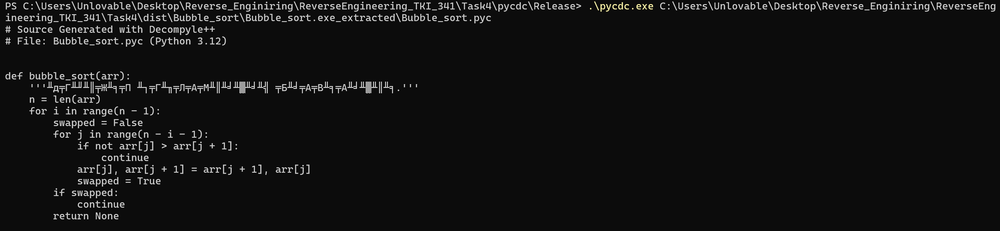 PS C:\Users\Unlovable\Desktop\Reverse_Enginiring\ReverseEngineering_TKI_341\Task4\pycdc\Release> .\pycdc.exe C:\Users\Unlovable\Desktop\Reverse_Enginiring\ReverseEng
ineering_TKI_341\Task4\dist\Bubble_sort\Bubble_sort.exe_extracted\Bubble_sort.pyc
# Source Generated with Decompyle++
# File: Bubble_sort.pyc (Python 3.12)
def bubble_sort(arr):
    n = len(arr)
    for i in range(n - 1):
        swapped = False
        for j in range(n - i - 1):
            if not arr[j] > arr[j + 1]:
                continue
            arr[j], arr[j + 1] = arr[j + 1], arr[j]
            swapped = True
        if swapped:
            continue
        return None